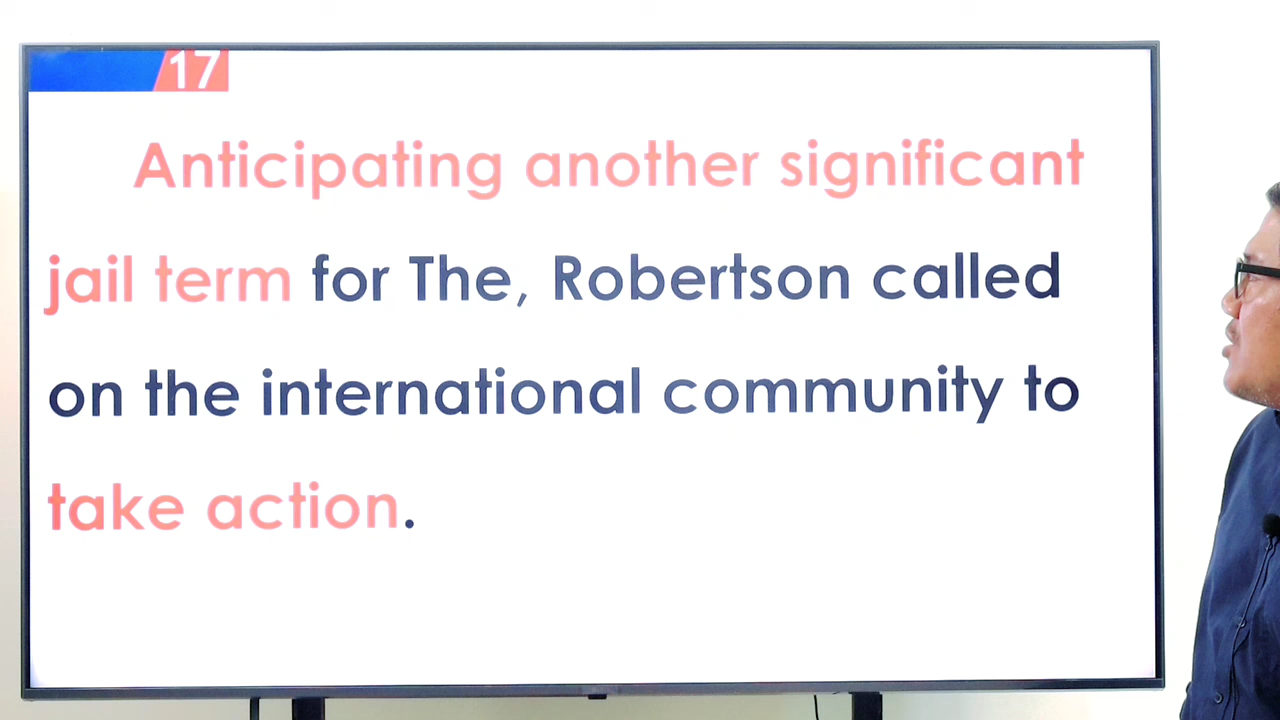 17
Anticipating another significant
jail term for The, Robertson called
on the international community to
take action.